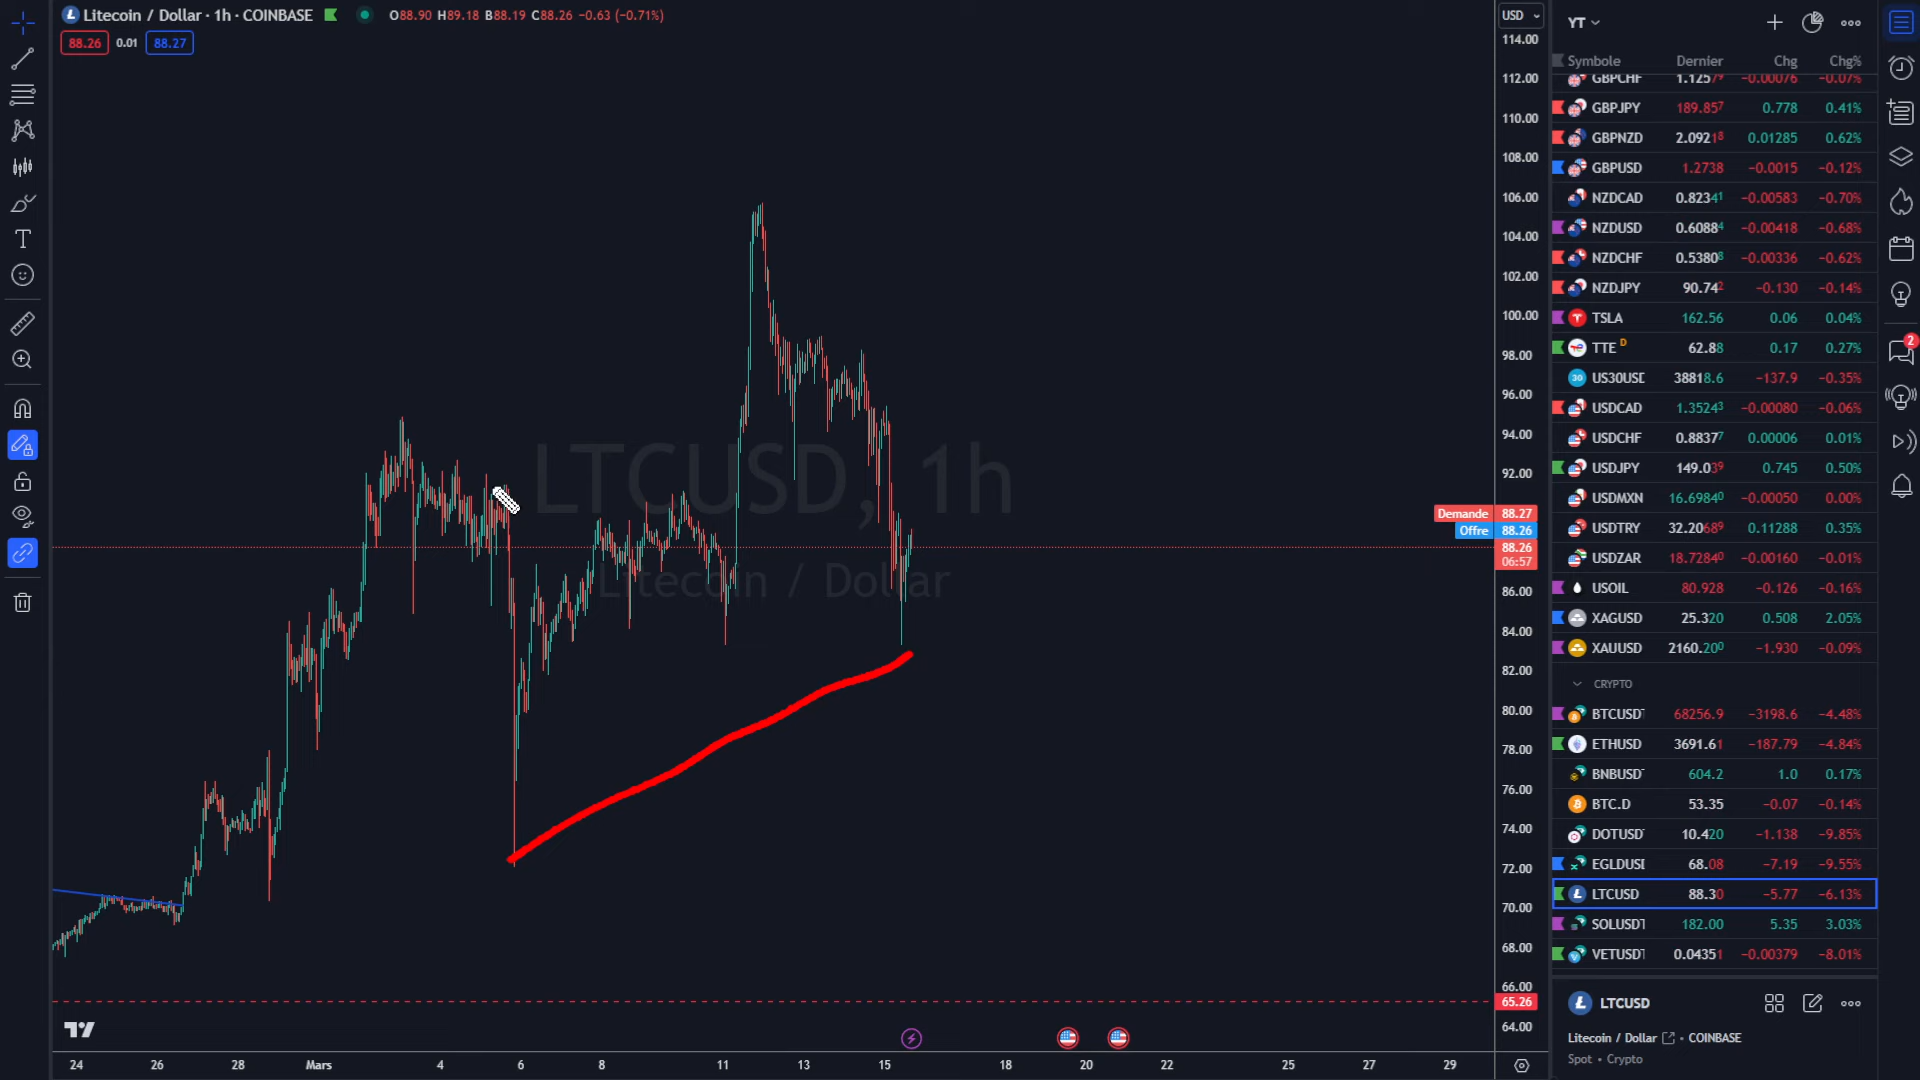 Litecoin / Dollar · 1h · COINBASE
O88.90 H89.18 B88.19 C88.26 −0.63 (−0.71%)
88.26 0.01 88.27
USD
114.00
112.00
110.00
108.00
106.00
104.00
102.00
100.00
98.00
96.00
94.00
92.00
Demande 88.27
Offre 88.26
88.26
06:57
86.00
84.00
82.00
80.00
78.00
76.00
74.00
72.00
70.00
68.00
66.00
65.26
64.00
LTCUSD, 1h
Litecoin / Dollar
24 26 28 Mars 4 6 8 11 13 15 18 20 22 25 27 29
YT
Symbole Dernier Chg Chg%
GBPCHF 1.12579 −0.00076 −0.07%
GBPJPY 189.857 0.778 0.41%
GBPNZD 2.09218 0.01285 0.62%
GBPUSD 1.2738 −0.0015 −0.12%
NZDCAD 0.82341 −0.00583 −0.70%
NZDUSD 0.60884 −0.00418 −0.68%
NZDCHF 0.53808 −0.00336 −0.62%
NZDJPY 90.742 −0.130 −0.14%
TSLA 162.56 0.06 0.04%
TTE D 62.88 0.17 0.27%
US30USD 38818.6 −137.9 −0.35%
USDCAD 1.35243 −0.00080 −0.06%
USDCHF 0.88377 0.00006 0.01%
USDJPY 149.039 0.745 0.50%
USDMXN 16.69840 −0.00050 0.00%
USDTRY 32.20689 0.11288 0.35%
USDZAR 18.72840 −0.00160 −0.01%
USOIL 80.928 −0.126 −0.16%
XAGUSD 25.320 0.508 2.05%
XAUUSD 2160.200 −1.930 −0.09%
CRYPTO
BTCUSDT 68256.9 −3198.6 −4.48%
ETHUSD 3691.61 −187.79 −4.84%
BNBUSDT 604.2 1.0 0.17%
BTC.D 53.35 −0.07 −0.14%
DOTUSDT 10.420 −1.138 −9.85%
EGLDUSD 68.08 −7.19 −9.55%
LTCUSD 88.30 −5.77 −6.13%
SOLUSDT 182.00 5.35 3.03%
VETUSDT 0.04351 −0.00379 −8.01%
LTCUSD
Litecoin / Dollar • COINBASE
Spot • Crypto
2